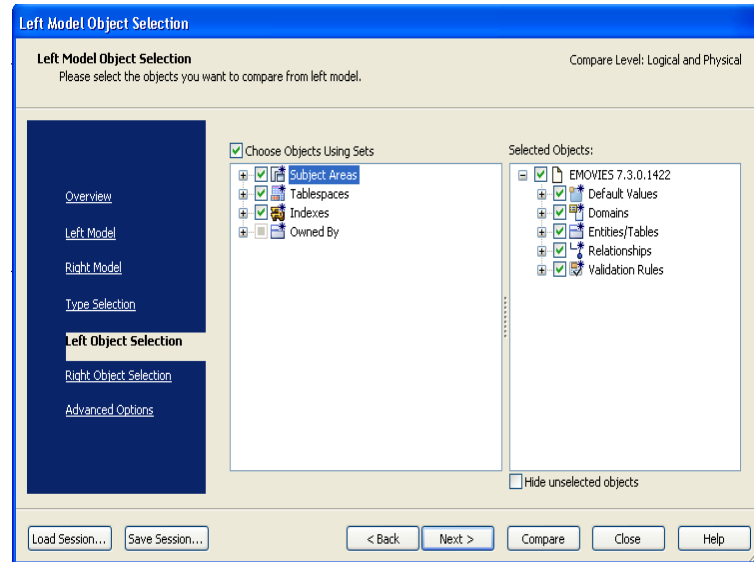 Left Model Object Selection
Left Model Object Selection
Please select the objects you want to compare from left model.
Compare Level: Logical and Physical
Overview
Left Model
Right Model
Type Selection
Left Object Selection
Right Object Selection
Advanced Options
Choose Objects Using Sets
Subject Areas
Tablespaces
Indexes
Owned By
Selected Objects:
EMOVIES 7.3.0.1422
Default Values
Domains
Entities/Tables
Relationships
Validation Rules
Hide unselected objects
Load Session...
Save Session...
< Back
Next >
Compare
Close
Help